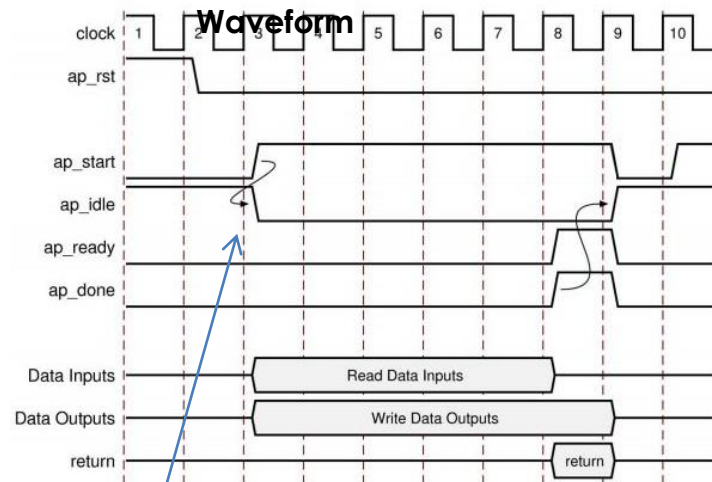 Waveform
clock 1 2 3 4 5 6 7 8 9 10
ap_rst
ap_start
ap_idle
ap_ready
ap_done
Data Inputs Read Data Inputs
Data Outputs Write Data Outputs
return return